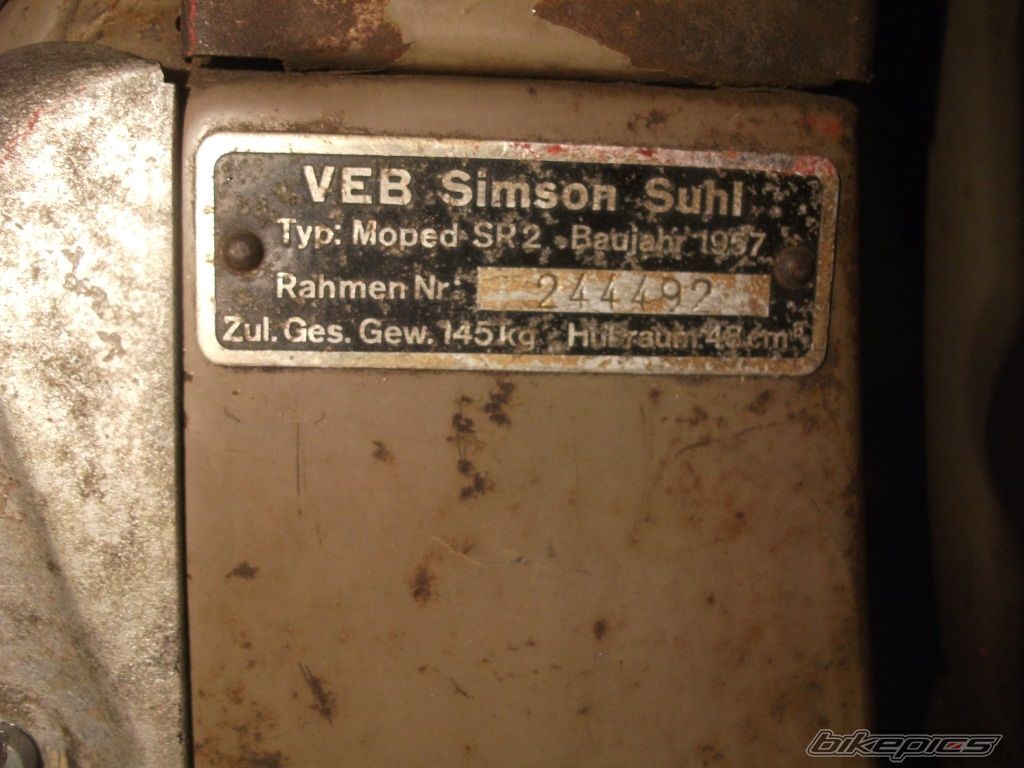 VEB Simson Suhl
Typ: Moped SR2 Baujahr 1957
Rahmen Nr. 244492
Zul. Ges. Gew. 145 kg Hubraum 48 cm³
bikepics